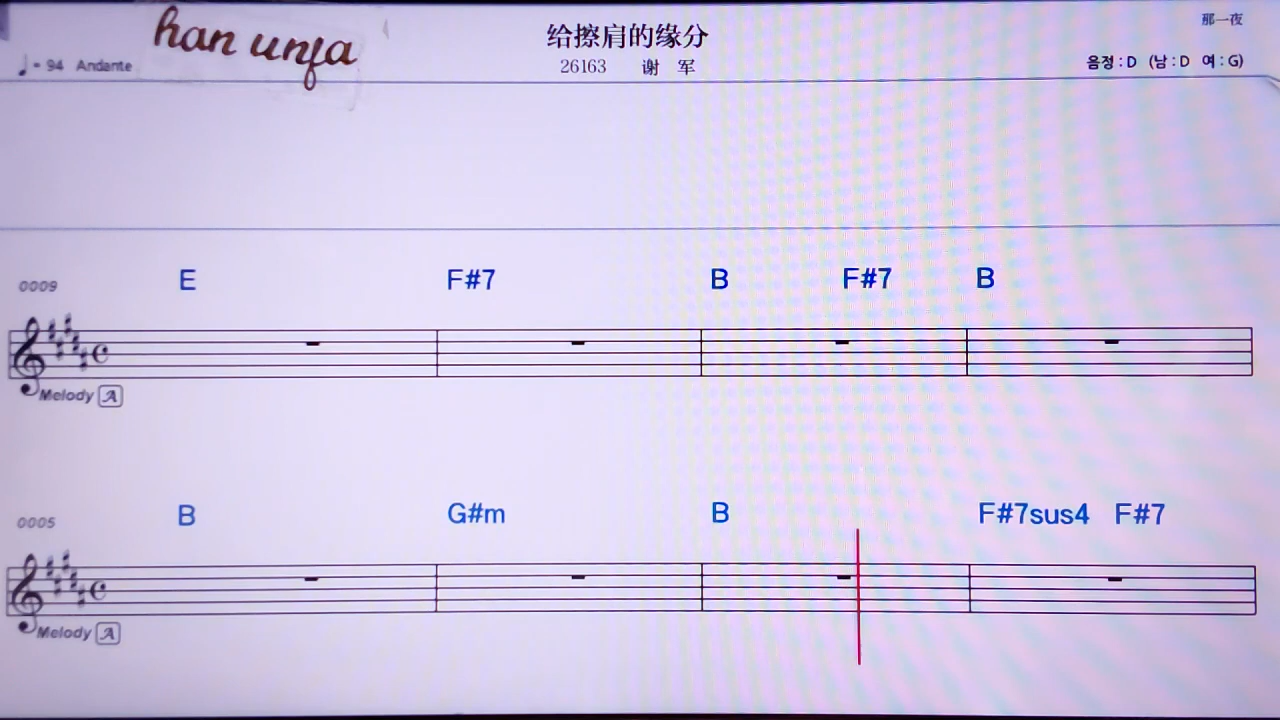 han unfa
给擦肩的缘分
那一夜
♩= 94 Andante
26163 谢 军
음정 : D (남 : D 여 : G)
0009 E F#7 B F#7 B
Melody A
0005 B G#m B F#7sus4 F#7
Melody A